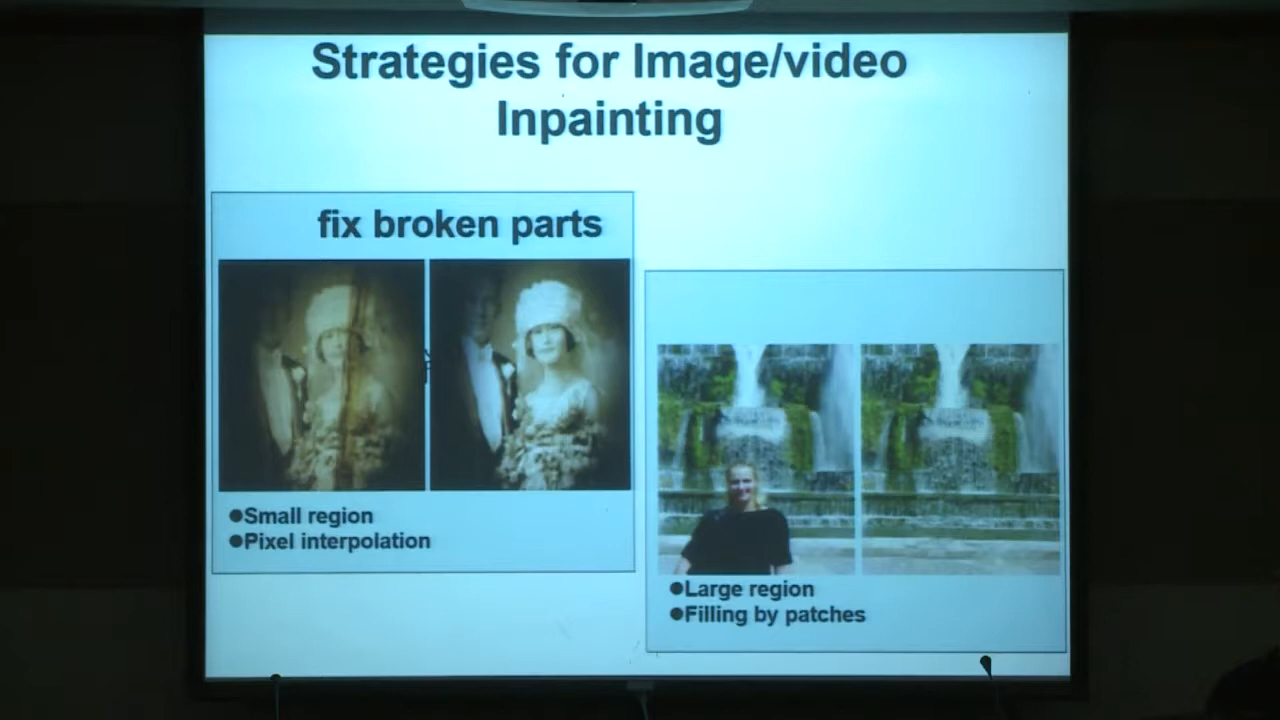 Strategies for Image/video
Inpainting
fix broken parts
●Small region
●Pixel interpolation
●Large region
●Filling by patches